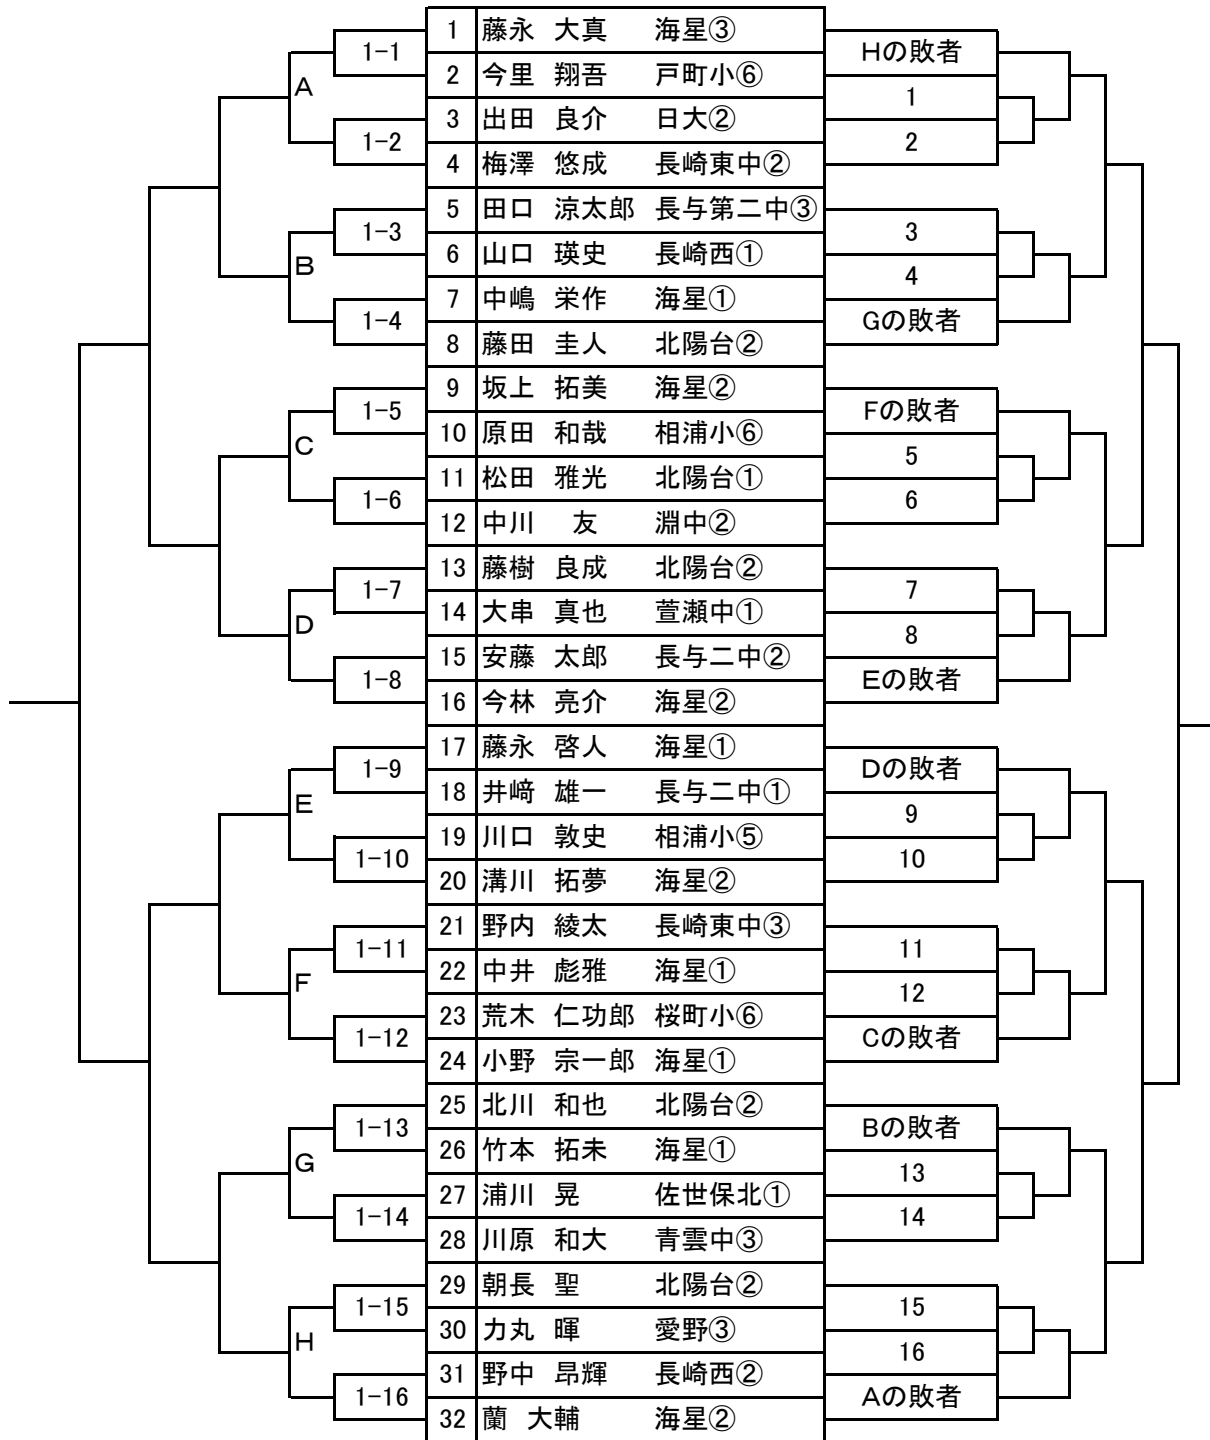 1 藤永 大真 海星③
1-1 Hの敗者
2 今里 翔吾 戸町小⑥
A
1
3 出田 良介 日大②
1-2 2
4 梅澤 悠成 長崎東中②
5 田口 涼太郎 長与第二中③
1-3 3
6 山口 瑛史 長崎西①
B
4
7 中嶋 栄作 海星①
1-4 Gの敗者
8 藤田 圭人 北陽台②
9 坂上 拓美 海星②
1-5 Fの敗者
10 原田 和哉 相浦小⑥
C
5
11 松田 雅光 北陽台①
1-6 6
12 中川 友 淵中②
13 藤樹 良成 北陽台②
1-7 7
14 大串 真也 萱瀬中①
D
8
15 安藤 太郎 長与二中②
1-8 Eの敗者
16 今林 亮介 海星②
17 藤永 啓人 海星①
1-9 Dの敗者
18 井﨑 雄一 長与二中①
E
9
19 川口 敦史 相浦小⑤
1-10 10
20 溝川 拓夢 海星②
21 野内 綾太 長崎東中③
1-11 11
22 中井 彪雅 海星①
F
12
23 荒木 仁功郎 桜町小⑥
1-12 Cの敗者
24 小野 宗一郎 海星①
25 北川 和也 北陽台②
1-13 Bの敗者
26 竹本 拓未 海星①
G
13
27 浦川 晃 佐世保北①
1-14 14
28 川原 和大 青雲中③
29 朝長 聖 北陽台②
1-15 15
30 力丸 暉 愛野③
H
16
31 野中 昂輝 長崎西②
1-16 Aの敗者
32 蘭 大輔 海星②